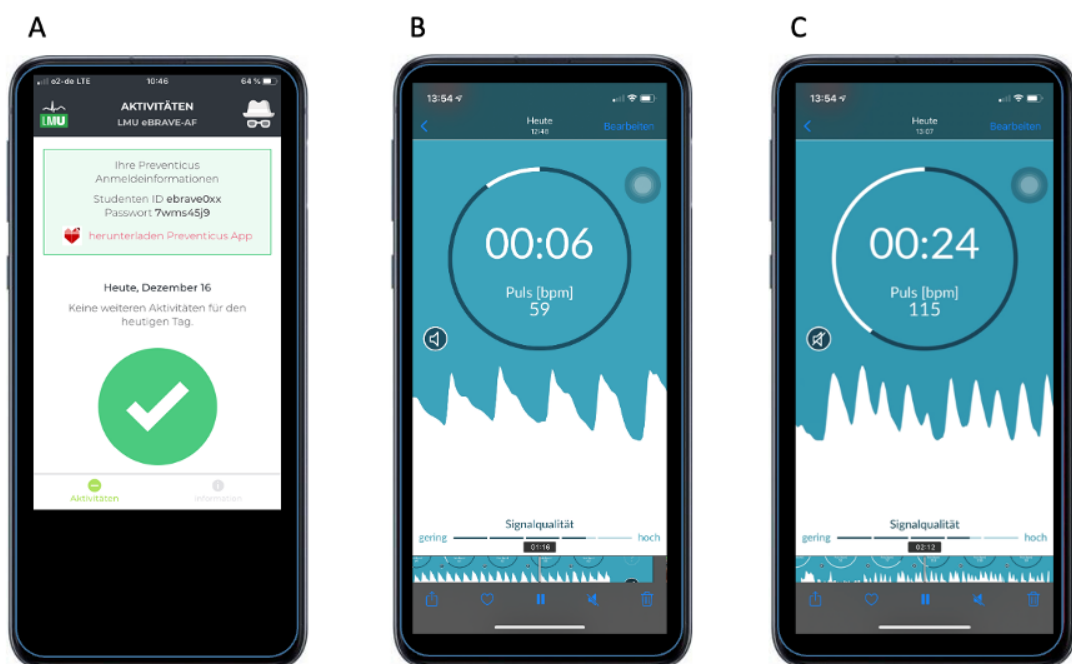 A
B
C
o2-de LTE 10:46 64 %
LMU
AKTIVITÄTEN
LMU eBRAVE-AF
Ihre Preventicus
Anmeldeinformationen
Studenten ID ebrave0xx
Passwort 7wms45j9
herunterladen Preventicus App
Heute, Dezember 16
Keine weiteren Aktivitäten für den
heutigen Tag.
Aktivitäten
Information
13:54
Heute
12:48
Bearbeiten
00:06
Puls [bpm]
59
Signalqualität
gering
hoch
01:16
13:54
Heute
13:07
Bearbeiten
00:24
Puls [bpm]
115
Signalqualität
gering
hoch
02:12